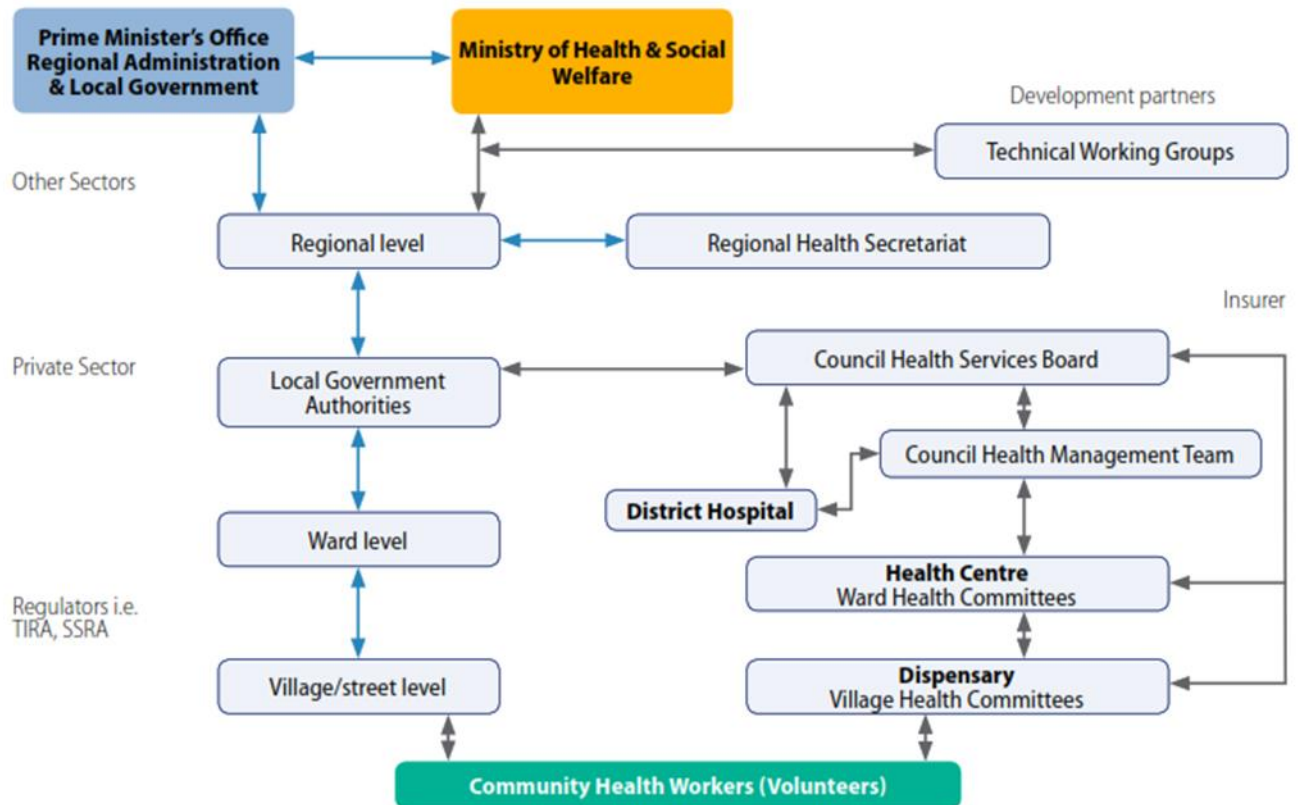 Prime Minister’s Office
Regional Administration
& Local Government
Ministry of Health & Social
Welfare
Development partners
Technical Working Groups
Other Sectors
Regional level
Regional Health Secretariat
Insurer
Private Sector
Local Government
Authorities
Council Health Services Board
Council Health Management Team
District Hospital
Ward level
Health Centre
Ward Health Committees
Regulators i.e.
TIRA, SSRA
Village/street level
Dispensary
Village Health Committees
Community Health Workers (Volunteers)